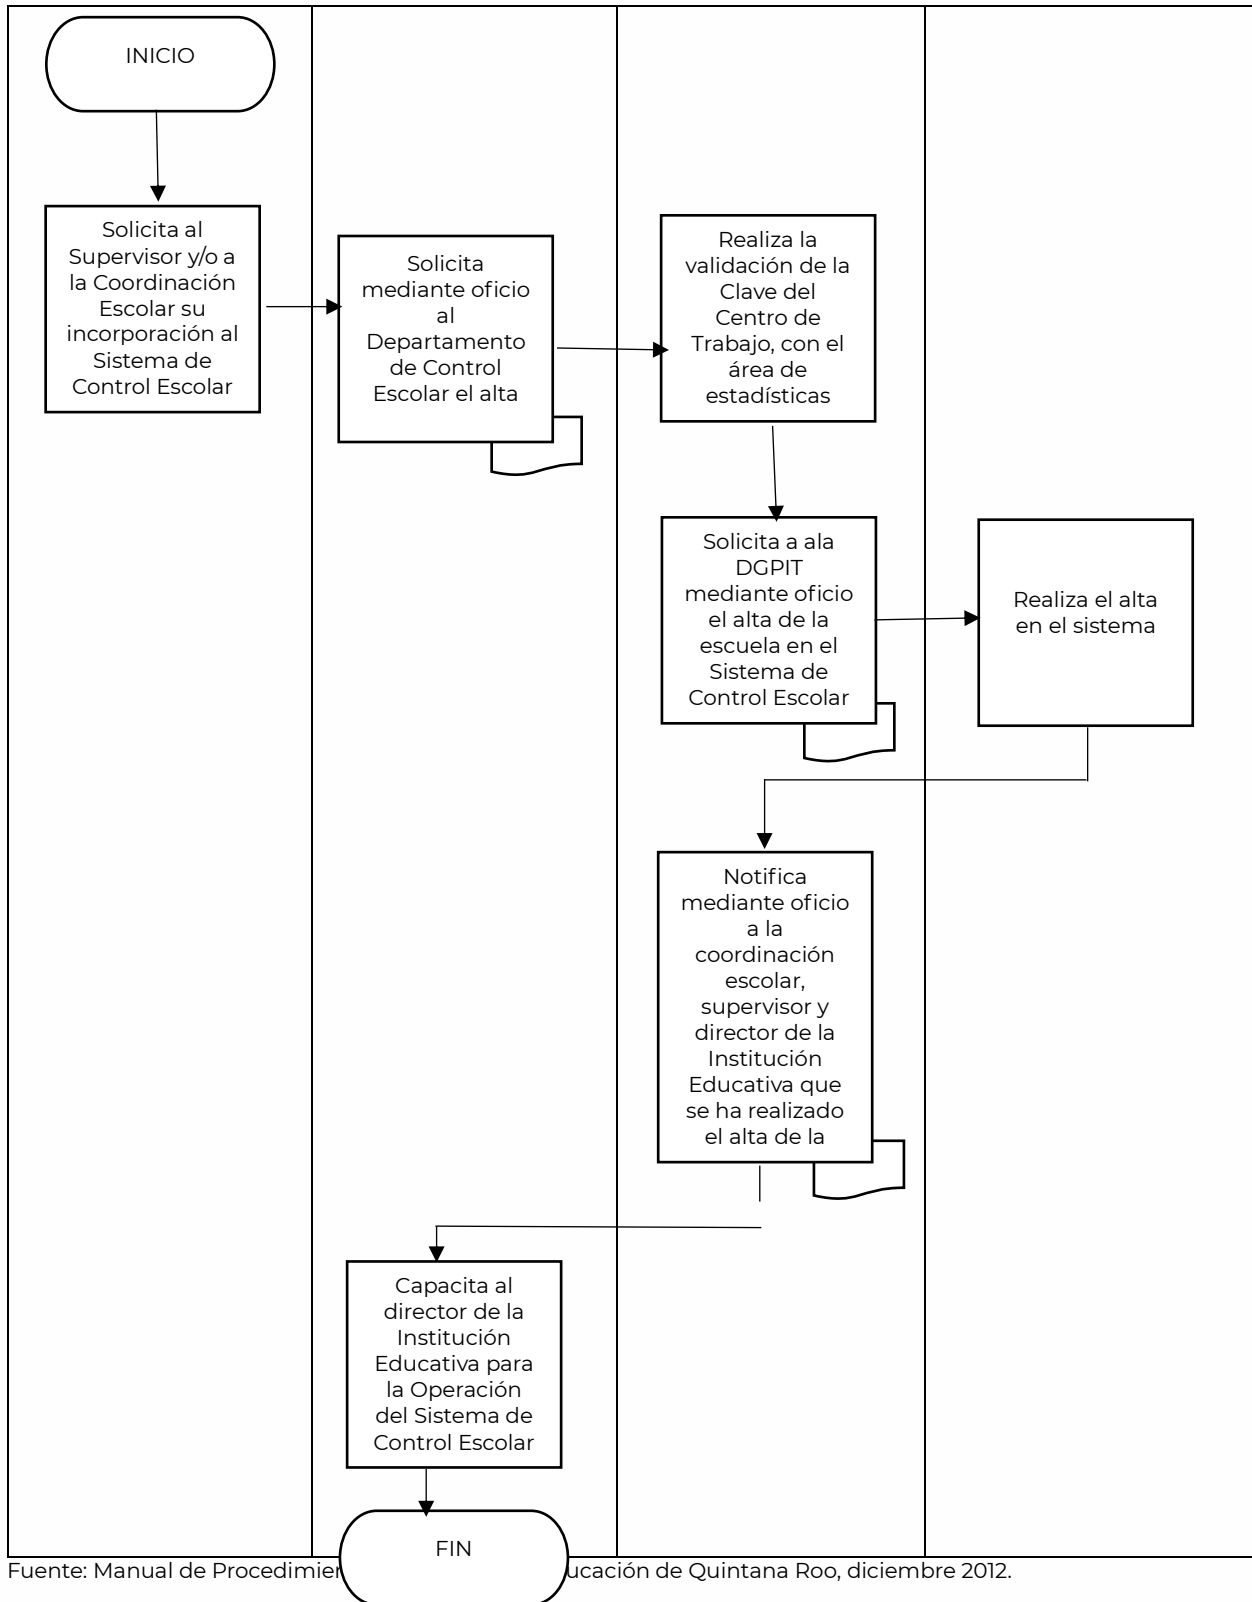 INICIO
Solicita al
Supervisor y/o a
la Coordinación
Escolar su
incorporación al
Sistema de
Control Escolar
Solicita
mediante oficio
al
Departamento
de Control
Escolar el alta
Realiza la
validación de la
Clave del
Centro de
Trabajo, con el
área de
estadísticas
Solicita a ala
DGPIT
mediante oficio
el alta de la
escuela en el
Sistema de
Control Escolar
Realiza el alta
en el sistema
Notifica
mediante oficio
a la
coordinación
escolar,
supervisor y
director de la
Institución
Educativa que
se ha realizado
el alta de la
Capacita al
director de la
Institución
Educativa para
la Operación
del Sistema de
Control Escolar
FIN
Fuente: Manual de Procedimier ucación de Quintana Roo, diciembre 2012.